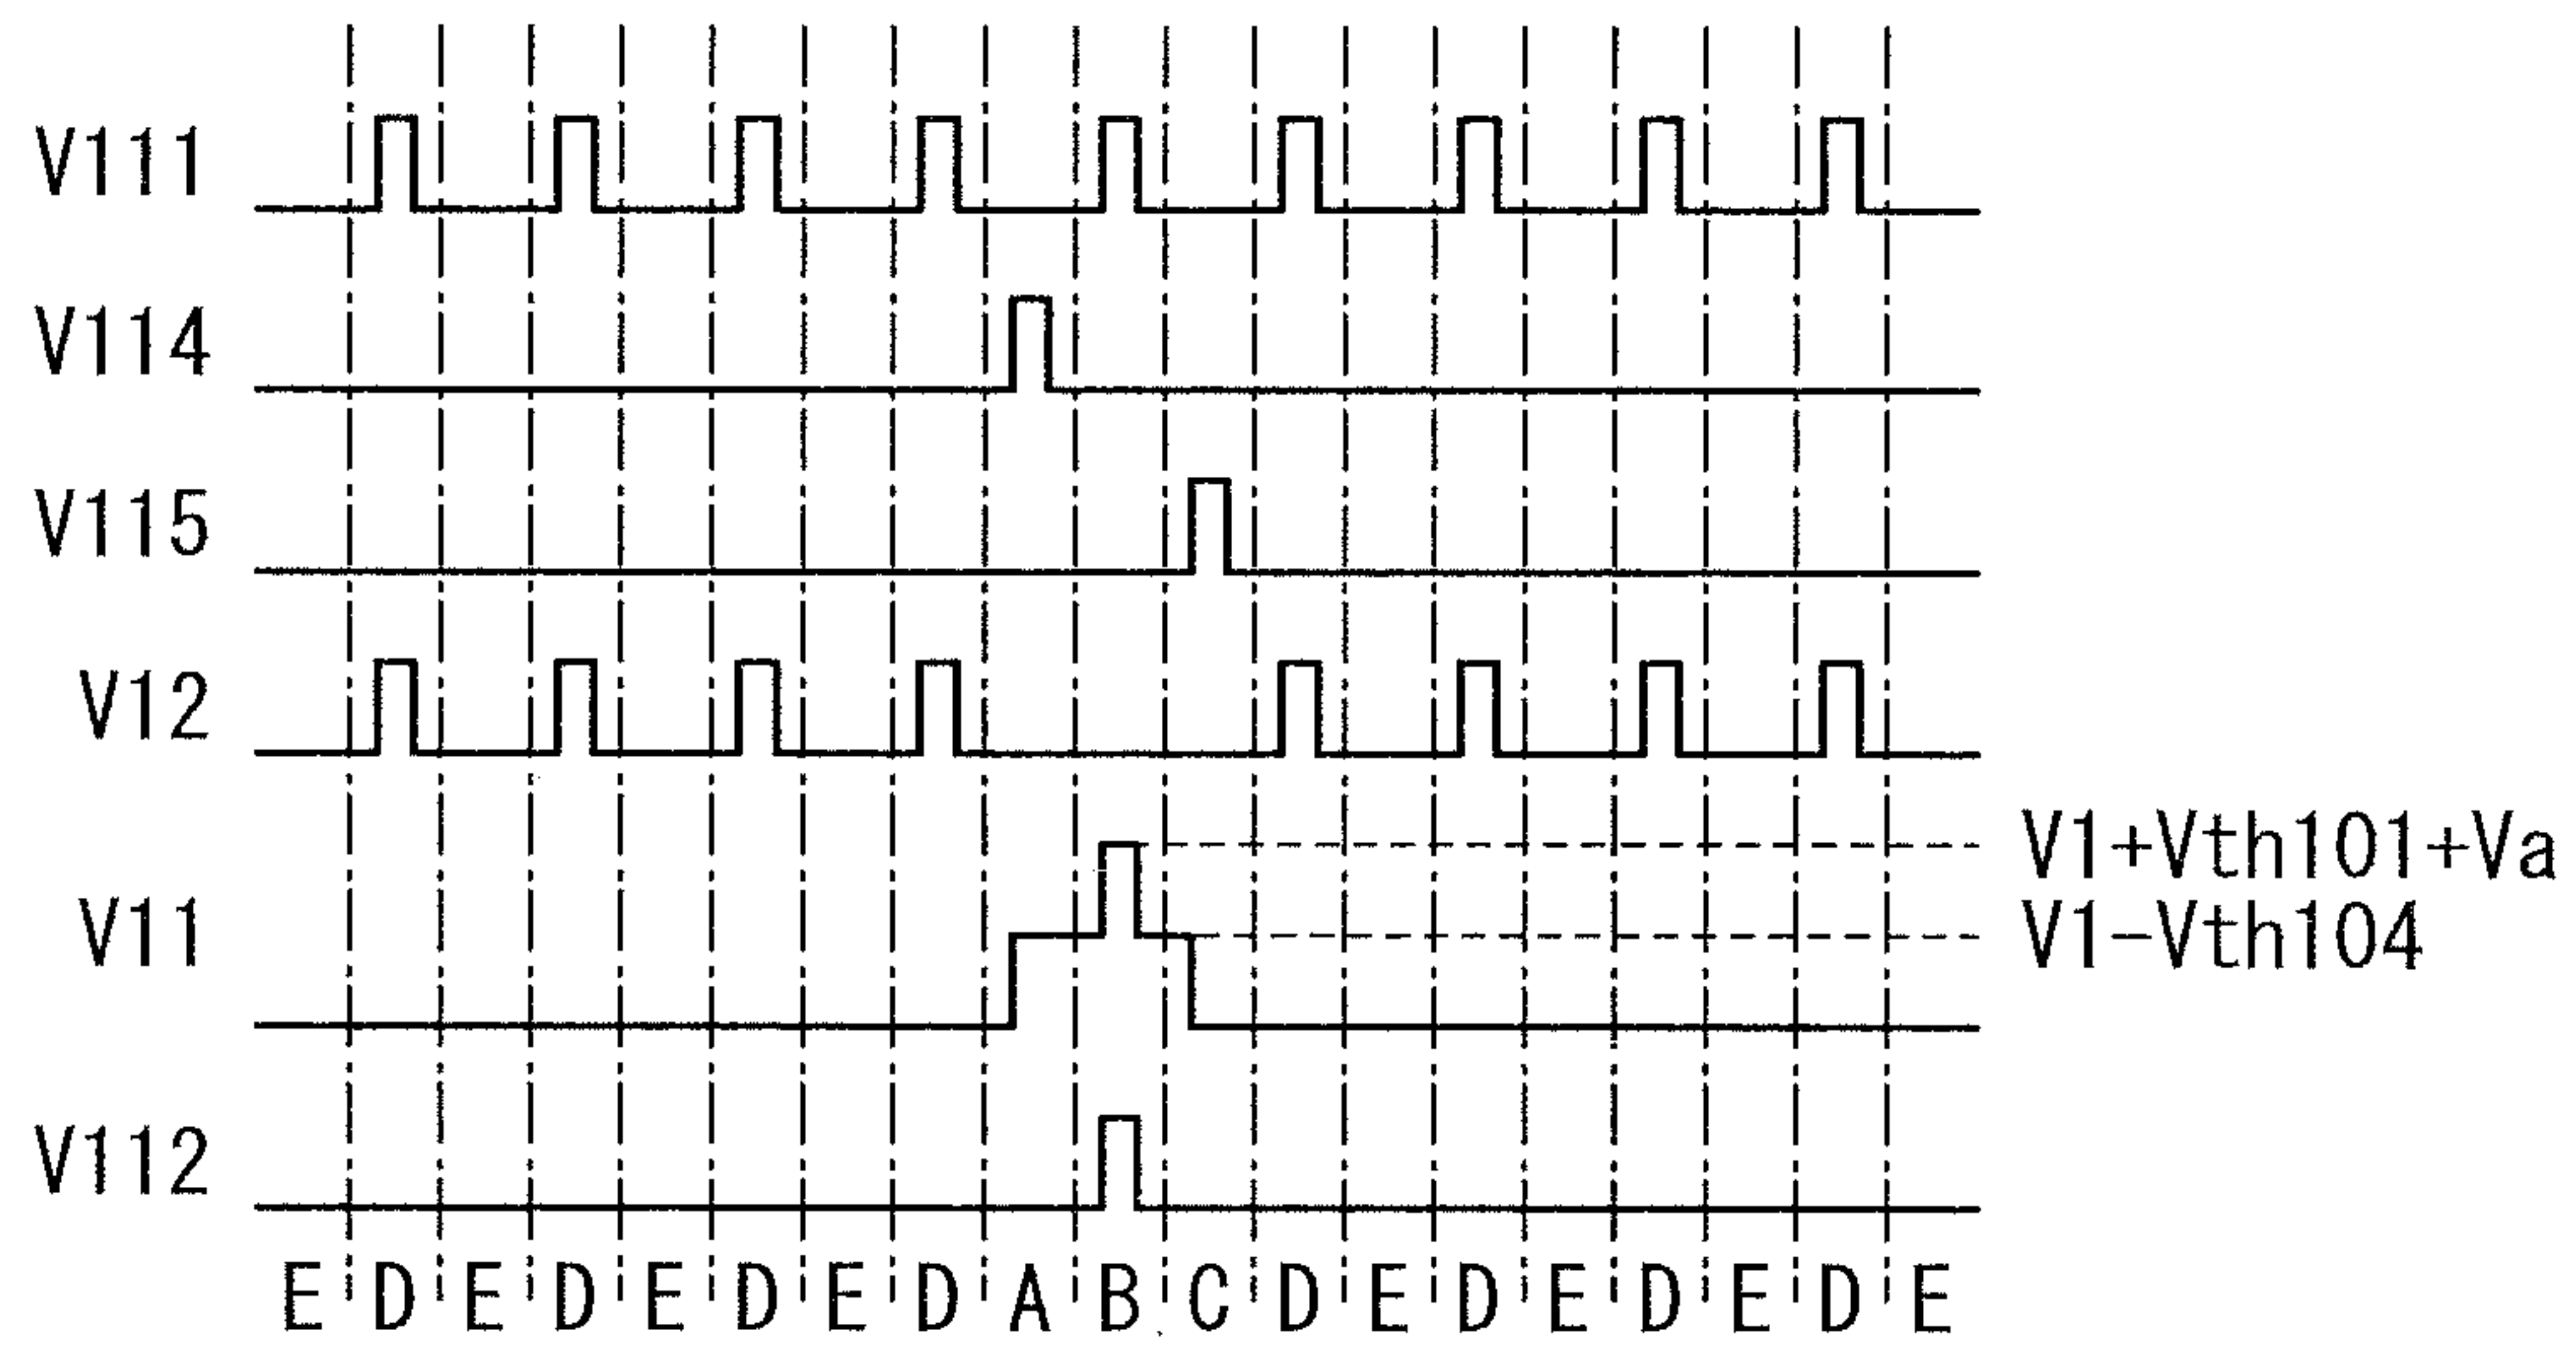 V111
V114
V115
V12
V1+Vth101+Va
V11
V1-Vth104
V112
E D E D E D E D A B C D E D E D E D E